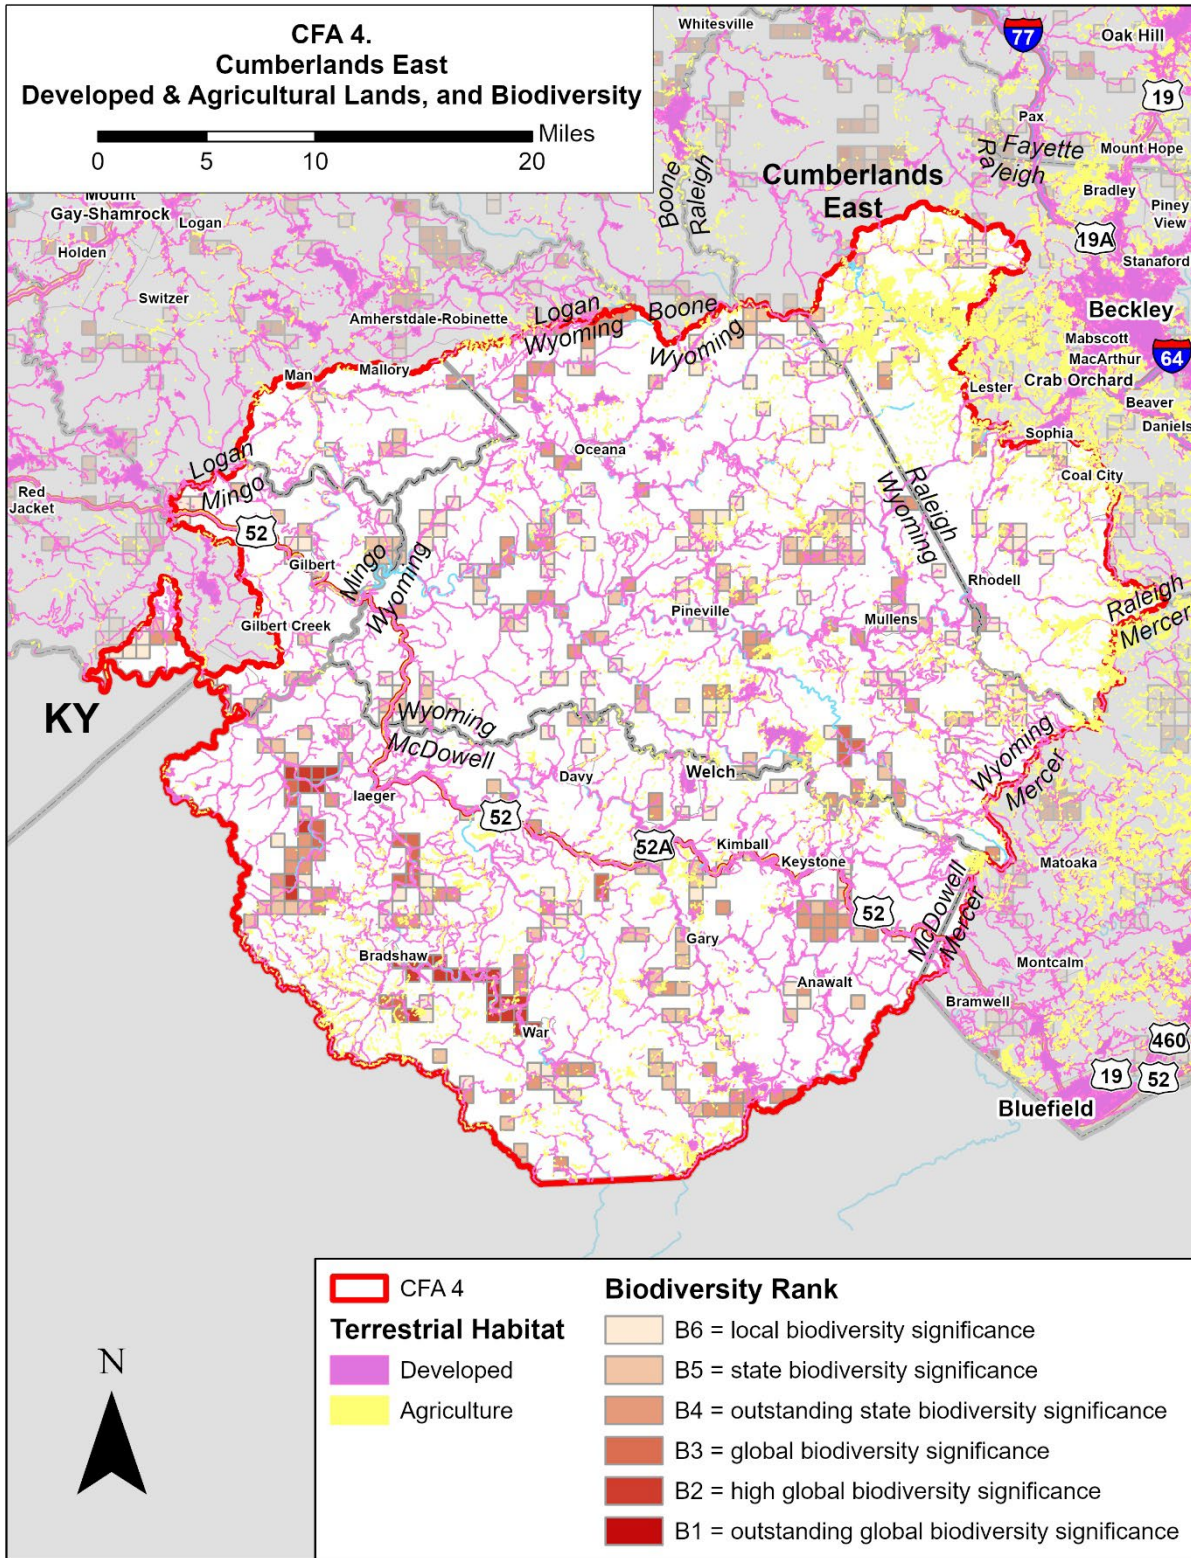 CFA 4.
Cumberlands East
Developed & Agricultural Lands, and Biodiversity
Miles
0 5 10 20
Whitesville
77
Oak Hill
19
Pax
Fayette
Raleigh
Mount Hope
Boone
Raleigh
Cumberlands
East
Bradley
Piney
View
19A
Stanaford
Mount
Gay-Shamrock
Logan
Holden
Switzer
Amherstdale-Robinette
Logan
Wyoming
Boone
Wyoming
Beckley
Mabscott
MacArthur
64
Man
Mallory
Lester
Crab Orchard
Beaver
Daniels
Sophia
Oceana
Coal City
Logan
Mingo
Red
Jacket
52
Raleigh
Wyoming
Gilbert
Mingo
Wyoming
Rhodell
Gilbert Creek
Pineville
Mullens
Raleigh
Mercer
KY
Wyoming
McDowell
Wyoming
Mercer
Davy
Welch
Iaeger
52
52A
Kimball
Keystone
Matoaka
52
McDowell
Mercer
Bradshaw
Gary
Anawalt
Montcalm
Bramwell
War
460
19
52
Bluefield
N
CFA 4
Terrestrial Habitat
Developed
Agriculture
Biodiversity Rank
B6 = local biodiversity significance
B5 = state biodiversity significance
B4 = outstanding state biodiversity significance
B3 = global biodiversity significance
B2 = high global biodiversity significance
B1 = outstanding global biodiversity significance